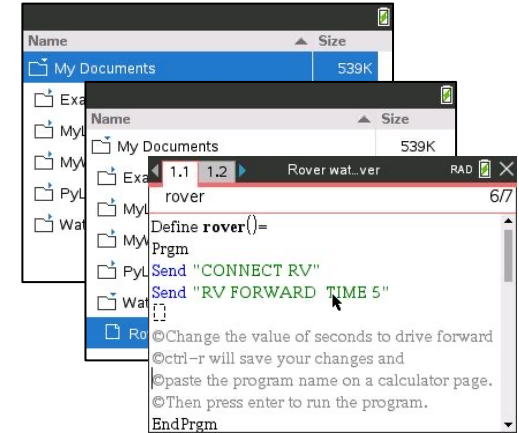 Name Size
My Documents 539K
Exa
MyL
MyW
PyL
Wat
Name Size
My Documents 539K
Exa
MyL
MyW
PyL
Wat
Ro
1.1 1.2 Rover wat...ver RAD
rover 6/7
Define rover()=
Prgm
Send "CONNECT RV"
Send "RV FORWARD TIME 5"
©Change the value of seconds to drive forward
©ctrl-r will save your changes and
©paste the program name on a calculator page.
©Then press enter to run the program.
EndPrgm